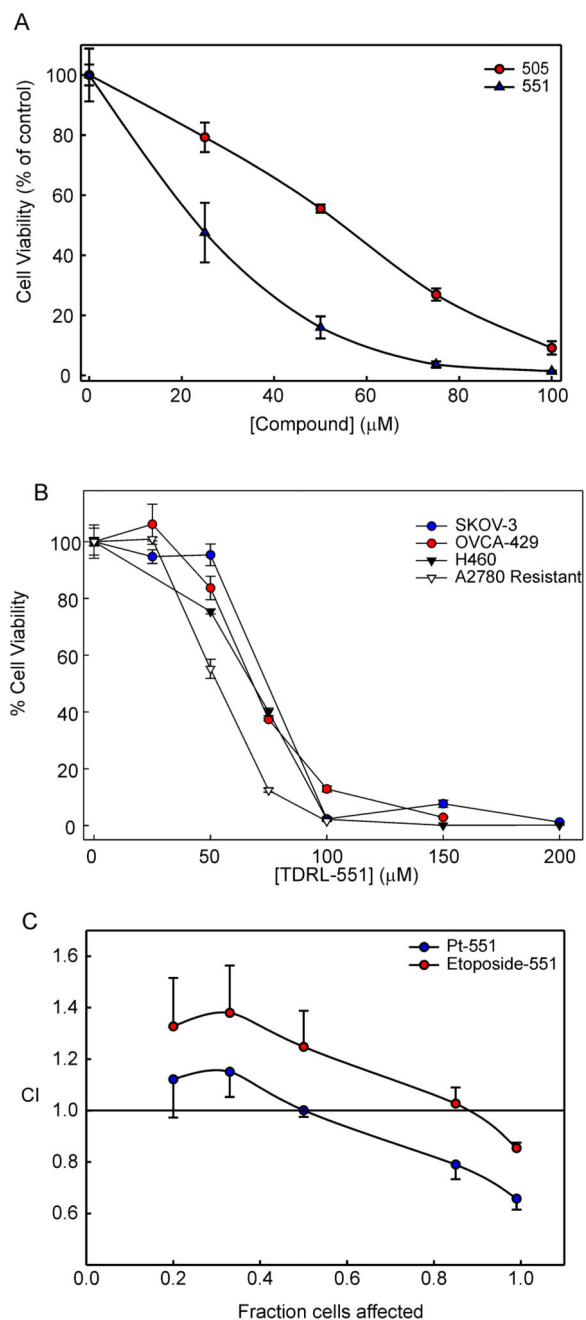 A
505
551
Cell Viability (% of control)
100
80
60
40
20
0
0 20 40 60 80 100
[Compound] (μM)
B
SKOV-3
OVCA-429
H460
A2780 Resistant
% Cell Viability
100
80
60
40
20
0
0 50 100 150 200
[TDRL-551] (μM)
C
Pt-551
Etoposide-551
CI
1.6
1.4
1.2
1.0
0.8
0.6
0.0 0.2 0.4 0.6 0.8 1.0
Fraction cells affected